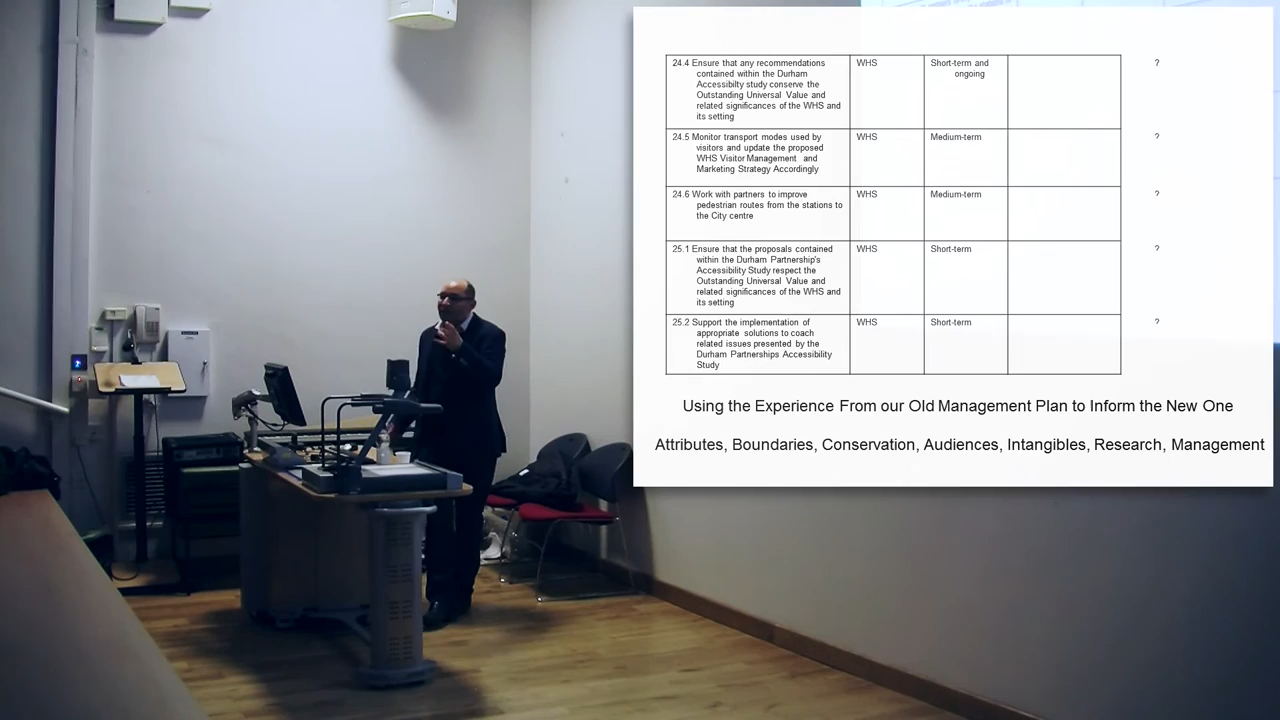 24.4 Ensure that any recommendations
contained within the Durham
Accessibilty study conserve the
Outstanding Universal Value and
related significances of the WHS and
its setting
WHS
Short-term and
ongoing
?
24.5 Monitor transport modes used by
visitors and update the proposed
WHS Visitor Management and
Marketing Strategy Accordingly
WHS
Medium-term
?
24.6 Work with partners to improve
pedestrian routes from the stations to
the City centre
WHS
Medium-term
?
25.1 Ensure that the proposals contained
within the Durham Partnership's
Accessibility Study respect the
Outstanding Universal Value and
related significances of the WHS and
its setting
WHS
Short-term
?
25.2 Support the implementation of
appropriate solutions to coach
related issues presented by the
Durham Partnerships Accessibility
Study
WHS
Short-term
?
Using the Experience From our Old Management Plan to Inform the New One
Attributes, Boundaries, Conservation, Audiences, Intangibles, Research, Management